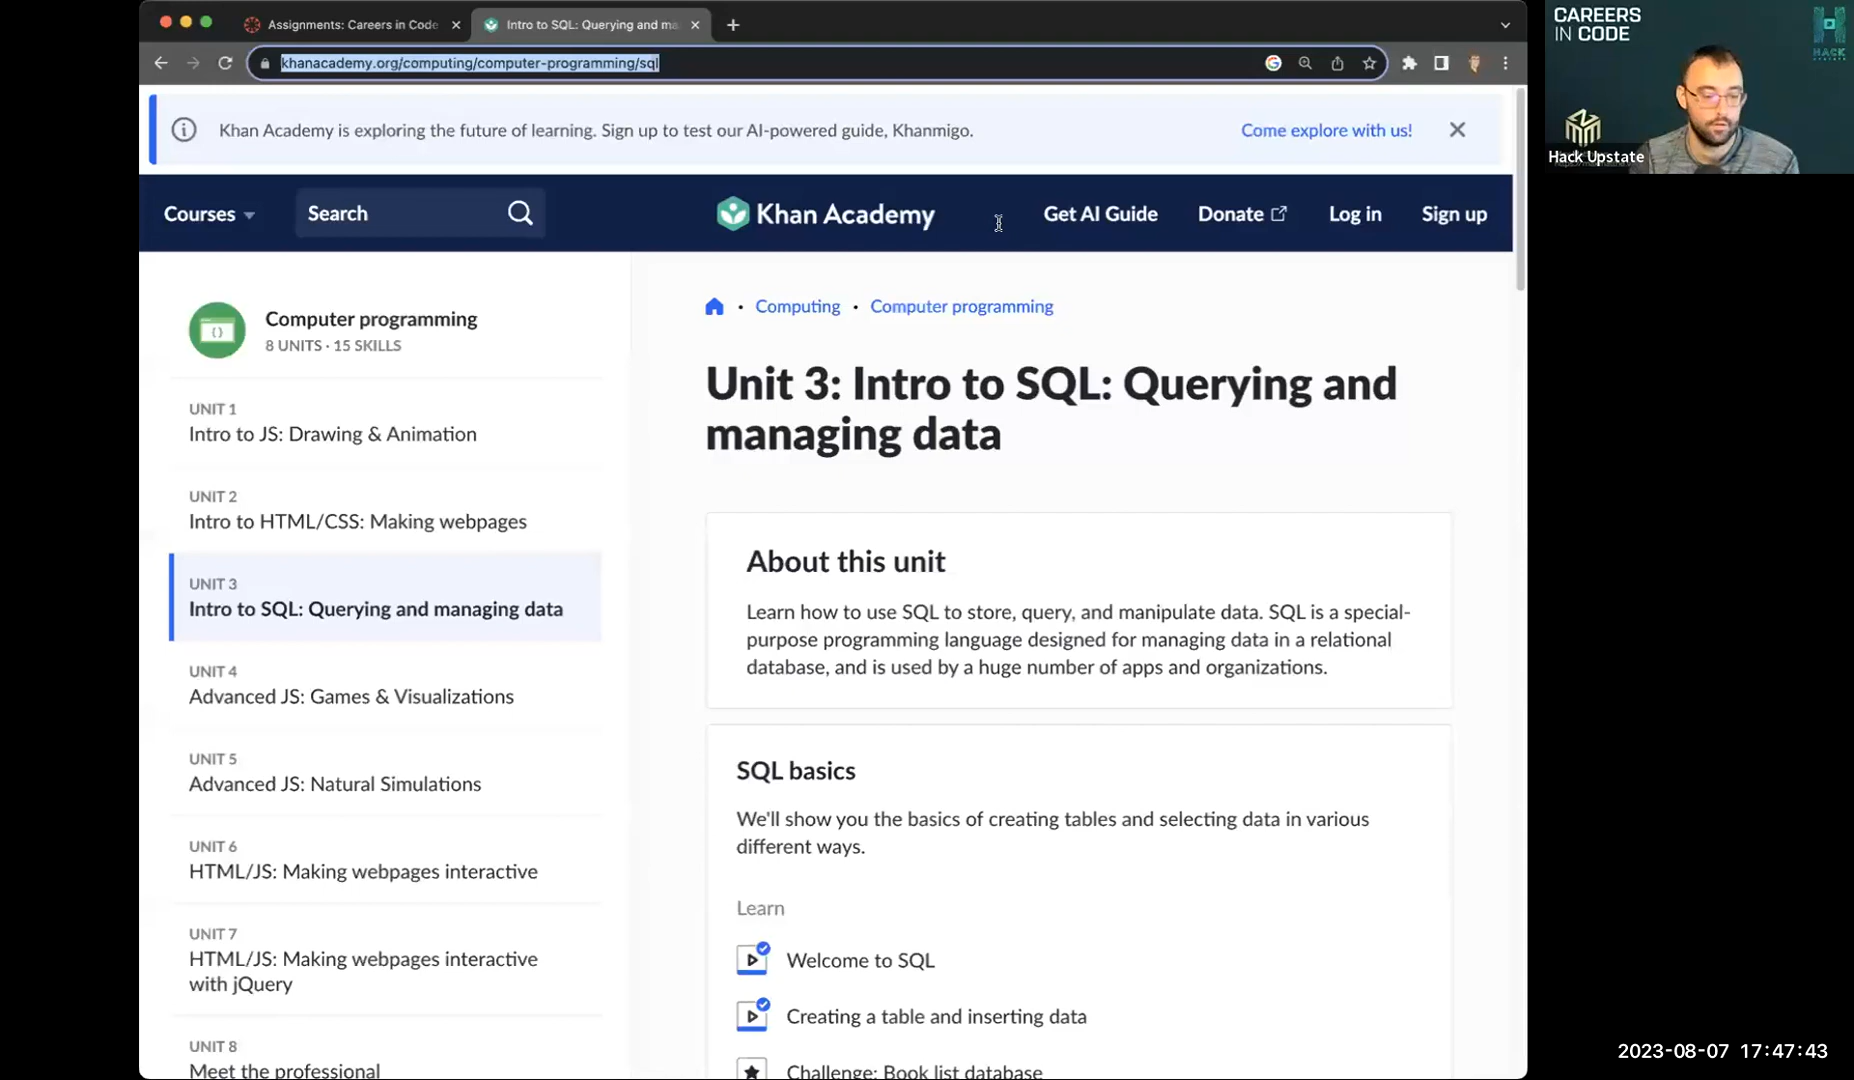 Assignments: Careers in Code
Intro to SQL: Querying and ma
khanacademy.org/computing/computer-programming/sql
Khan Academy is exploring the future of learning. Sign up to test our AI-powered guide, Khanmigo.
Come explore with us!
Courses
Search
Khan Academy
Get AI Guide
Donate
Log in
Sign up
Computer programming
8 UNITS · 15 SKILLS
UNIT 1
Intro to JS: Drawing & Animation
UNIT 2
Intro to HTML/CSS: Making webpages
UNIT 3
Intro to SQL: Querying and managing data
UNIT 4
Advanced JS: Games & Visualizations
UNIT 5
Advanced JS: Natural Simulations
UNIT 6
HTML/JS: Making webpages interactive
UNIT 7
HTML/JS: Making webpages interactive
with jQuery
UNIT 8
Meet the professional
Computing
Computer programming
Unit 3: Intro to SQL: Querying and
managing data
About this unit
Learn how to use SQL to store, query, and manipulate data. SQL is a special-
purpose programming language designed for managing data in a relational
database, and is used by a huge number of apps and organizations.
SQL basics
We'll show you the basics of creating tables and selecting data in various
different ways.
Learn
Welcome to SQL
Creating a table and inserting data
Challenge: Book list database
CAREERS
IN CODE
HACK
Hack Upstate
2023-08-07 17:47:43